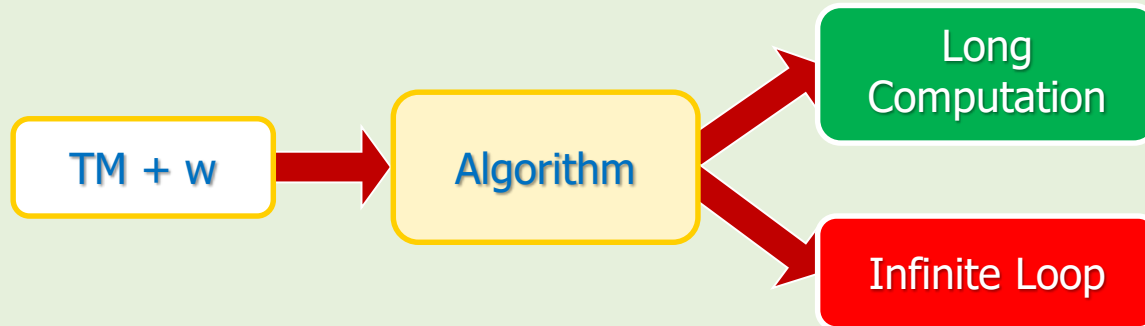 Long
Computation
TM + w
Algorithm
Infinite Loop